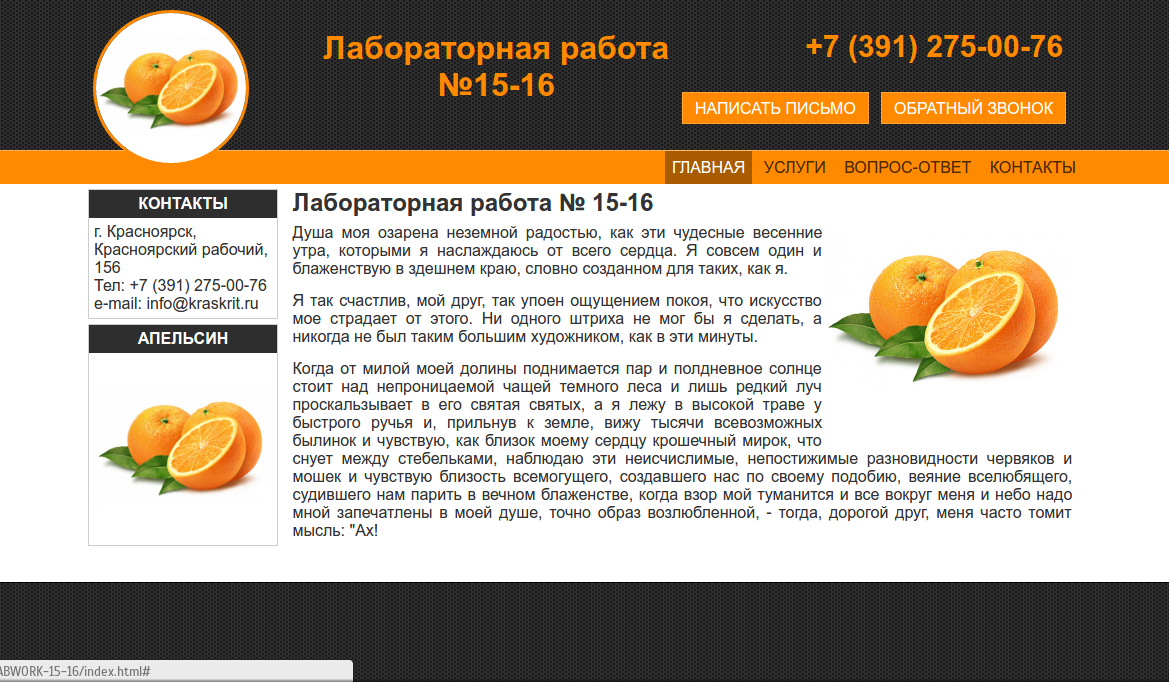 Лабораторная работа
№15-16
+7 (391) 275-00-76
НАПИСАТЬ ПИСЬМО
ОБРАТНЫЙ ЗВОНОК
ГЛАВНАЯ УСЛУГИ ВОПРОС-ОТВЕТ КОНТАКТЫ
КОНТАКТЫ
г. Красноярск,
Красноярский рабочий,
156
Тел: +7 (391) 275-00-76
e-mail: info@kraskrit.ru
АПЕЛЬСИН
Лабораторная работа № 15-16
Душа моя озарена неземной радостью, как эти чудесные весенние
утра, которыми я наслаждаюсь от всего сердца. Я совсем один и
блаженствую в здешнем краю, словно созданном для таких, как я.
Я так счастлив, мой друг, так упоен ощущением покоя, что искусство
мое страдает от этого. Ни одного штриха не мог бы я сделать, а
никогда не был таким большим художником, как в эти минуты.
Когда от милой моей долины поднимается пар и полдневное солнце
стоит над непроницаемой чащей темного леса и лишь редкий луч
проскальзывает в его святая святых, а я лежу в высокой траве у
быстрого ручья и, прильнув к земле, вижу тысячи всевозможных
былинок и чувствую, как близок моему сердцу крошечный мирок, что
снует между стебельками, наблюдаю эти неисчислимые, непостижимые разновидности червяков и
мошек и чувствую близость всемогущего, создавшего нас по своему подобию, веяние вселюбящего,
судившего нам парить в вечном блаженстве, когда взор мой туманится и все вокруг меня и небо надо
мной запечатлены в моей душе, точно образ возлюбленной, - тогда, дорогой друг, меня часто томит
мысль: "Ах!
ABWORK-15-16/index.html#